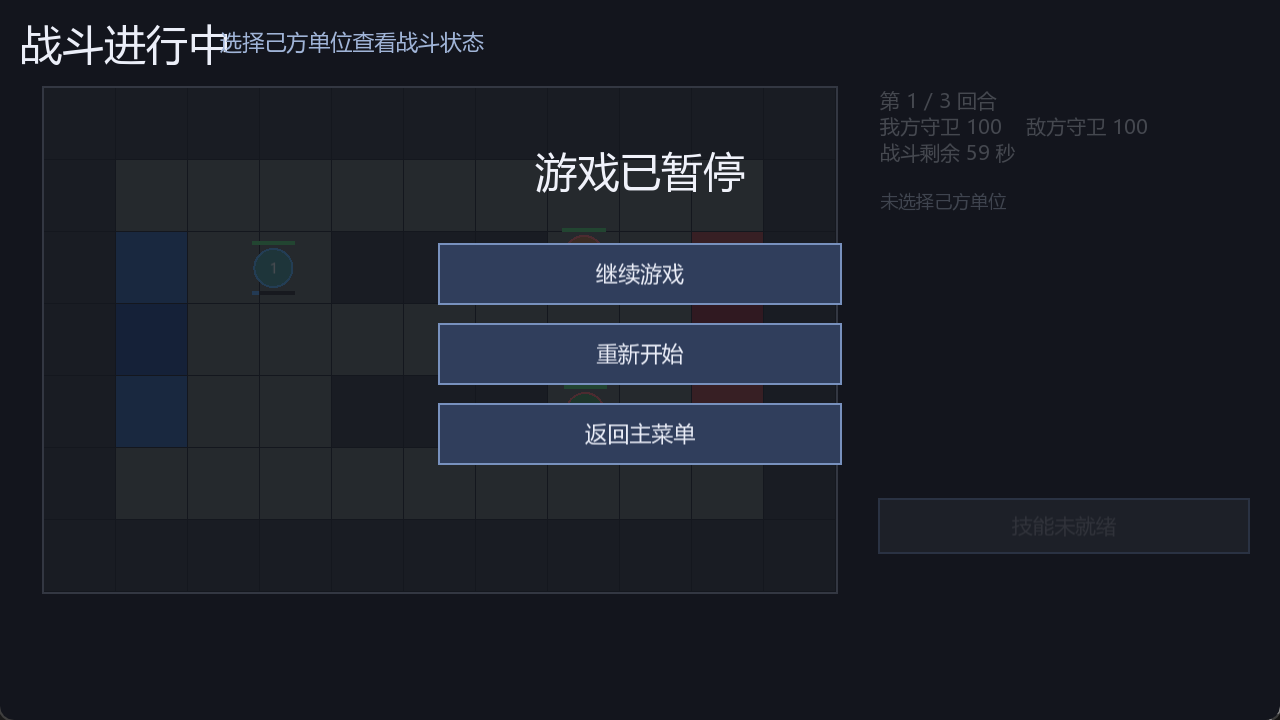 战斗进行中
选择己方单位查看战斗状态
第 1 / 3 回合
我方守卫 100 敌方守卫 100
战斗剩余 59 秒
未选择己方单位
游戏已暂停
1
继续游戏
重新开始
返回主菜单
技能未就绪